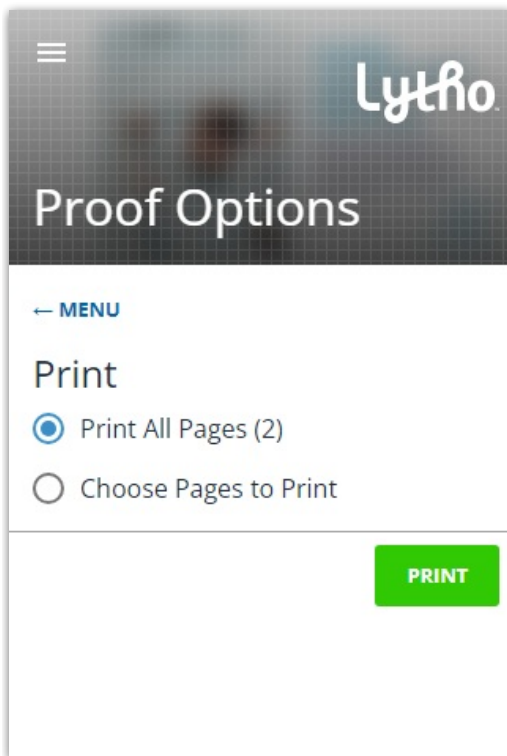 Lytho
Proof Options
← MENU
Print
Print All Pages (2)
Choose Pages to Print
PRINT